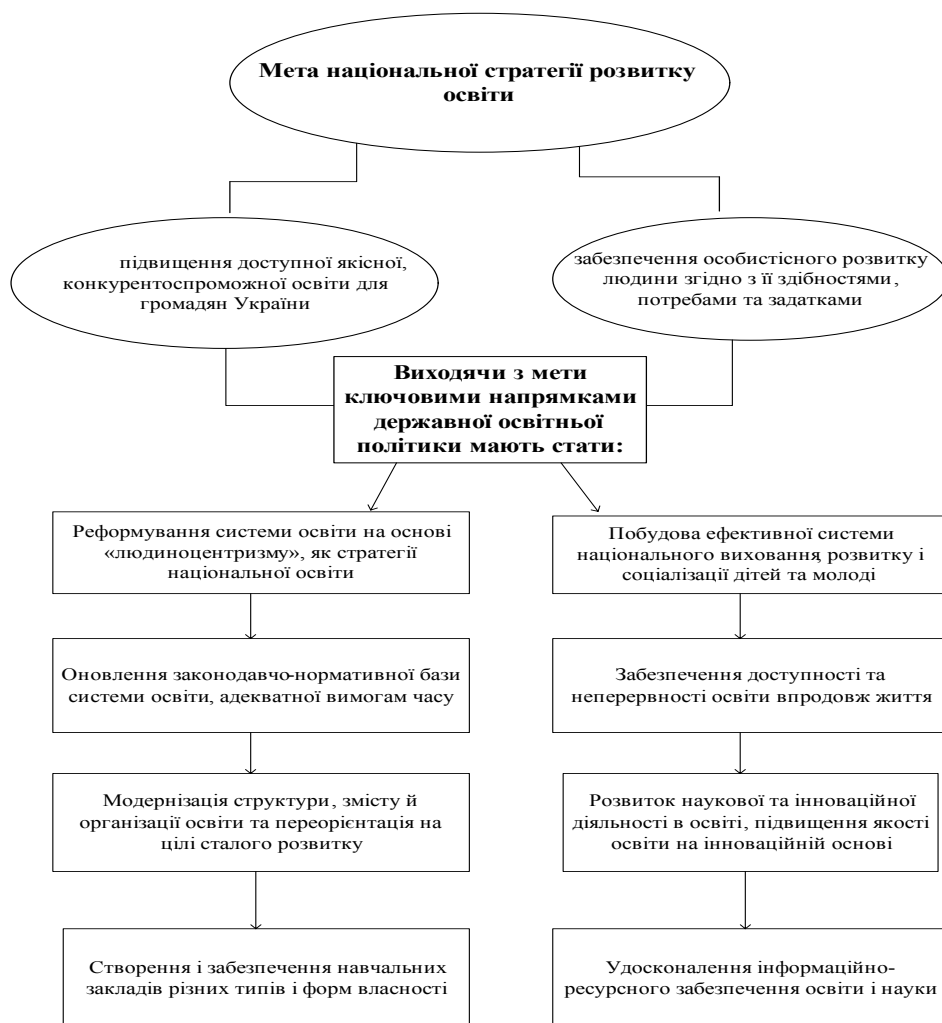 Мета національної стратегії розвитку
освіти
підвищення доступної якісної,
конкурентоспроможної освіти для
громадян України
забезпечення особистісного розвитку
людини згідно з її здібностями,
потребами та задатками
Виходячи з мети
ключовими напрямками
державної освітньої
політики мають стати:
Реформування системи освіти на основі
«людиноцентризму», як стратегії
національної освіти
Побудова ефективної системи
національного виховання, розвитку і
соціалізації дітей та молоді
Оновлення законодавчо-нормативної бази
системи освіти, адекватної вимогам часу
Забезпечення доступності та
неперервності освіти впродовж життя
Модернізація структури, змісту й
організації освіти та переорієнтація на
цілі сталого розвитку
Розвиток наукової та інноваційної
діяльності в освіті, підвищення якості
освіти на інноваційній основі
Створення і забезпечення навчальних
закладів різних типів і форм власності
Удосконалення інформаційно-
ресурсного забезпечення освіти і науки